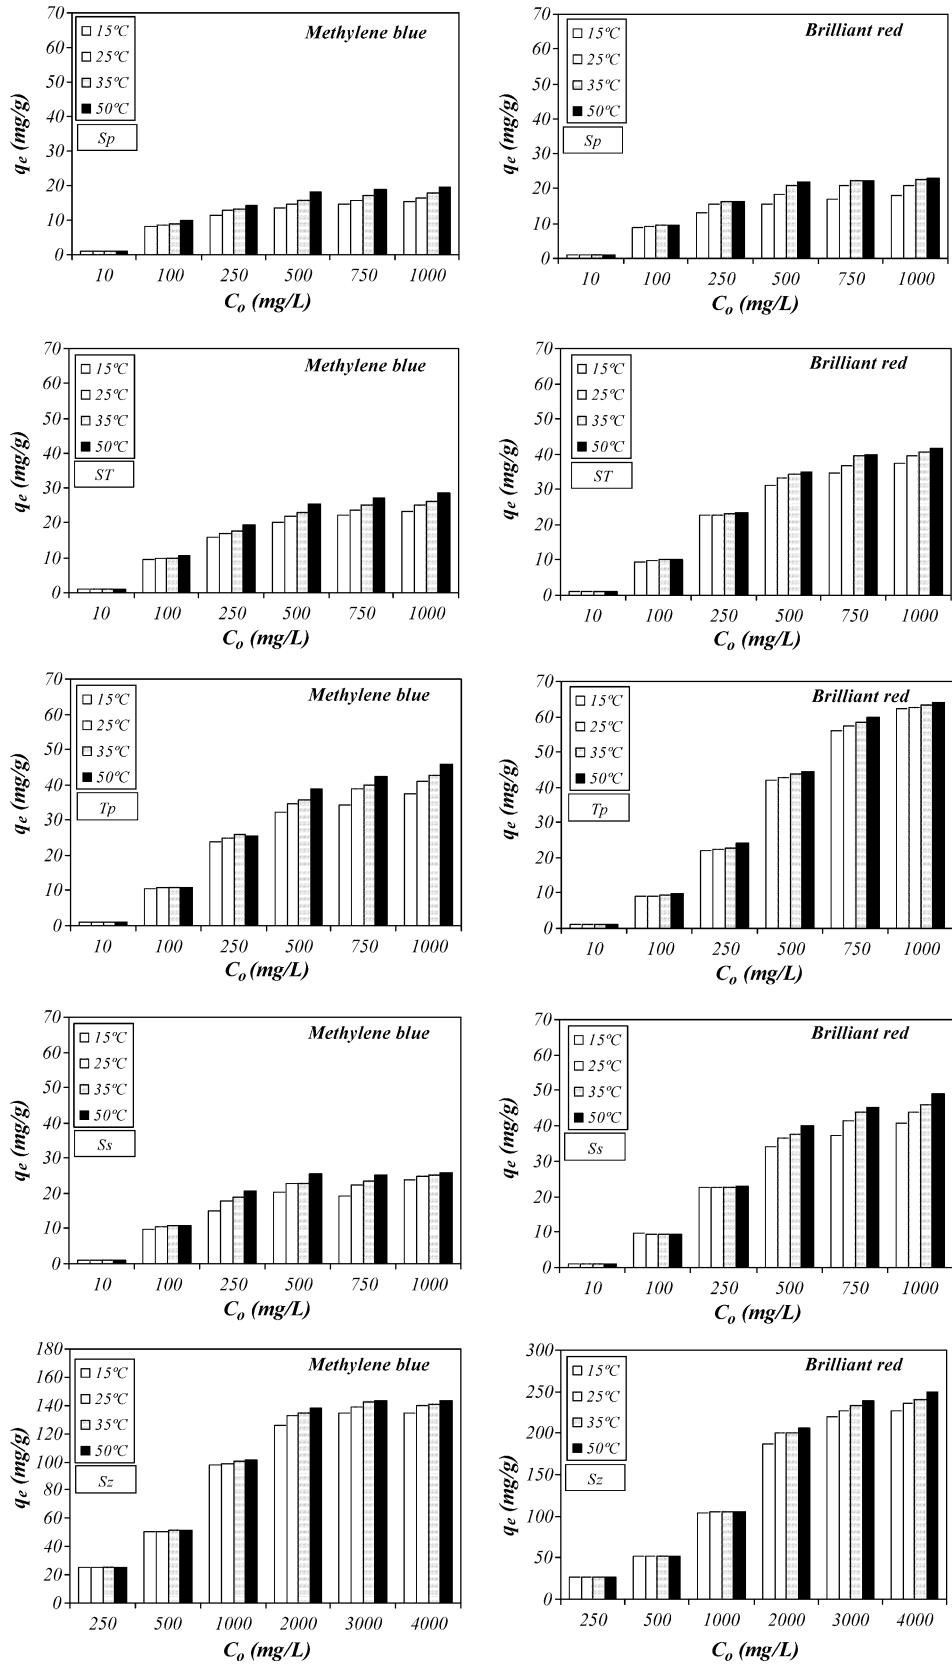 Methylene blue
15ºC
25ºC
35ºC
50ºC
Sp
70
60
50
40
30
20
10
0
qe (mg/g)
10 100 250 500 750 1000
Co (mg/L)
Brilliant red
15ºC
25ºC
35ºC
50ºC
Sp
70
60
50
40
30
20
10
0
qe (mg/g)
10 100 250 500 750 1000
Co (mg/L)
Methylene blue
15ºC
25ºC
35ºC
50ºC
ST
70
60
50
40
30
20
10
0
qe (mg/g)
10 100 250 500 750 1000
Co (mg/L)
Brilliant red
15ºC
25ºC
35ºC
50ºC
ST
70
60
50
40
30
20
10
0
qe (mg/g)
10 100 250 500 750 1000
Co (mg/L)
Methylene blue
15ºC
25ºC
35ºC
50ºC
Tp
70
60
50
40
30
20
10
0
qe (mg/g)
10 100 250 500 750 1000
Co (mg/L)
Brilliant red
15ºC
25ºC
35ºC
50ºC
Tp
70
60
50
40
30
20
10
0
qe (mg/g)
10 100 250 500 750 1000
Co (mg/L)
Methylene blue
15ºC
25ºC
35ºC
50ºC
Ss
70
60
50
40
30
20
10
0
qe (mg/g)
10 100 250 500 750 1000
Co (mg/L)
Brilliant red
15ºC
25ºC
35ºC
50ºC
Ss
70
60
50
40
30
20
10
0
qe (mg/g)
10 100 250 500 750 1000
Co (mg/L)
Methylene blue
15ºC
25ºC
35ºC
50ºC
Sz
180
160
140
120
100
80
60
40
20
0
qe (mg/g)
250 500 1000 2000 3000 4000
Co (mg/L)
Brilliant red
15ºC
25ºC
35ºC
50ºC
Sz
300
250
200
150
100
50
0
qe (mg/g)
250 500 1000 2000 3000 4000
Co (mg/L)